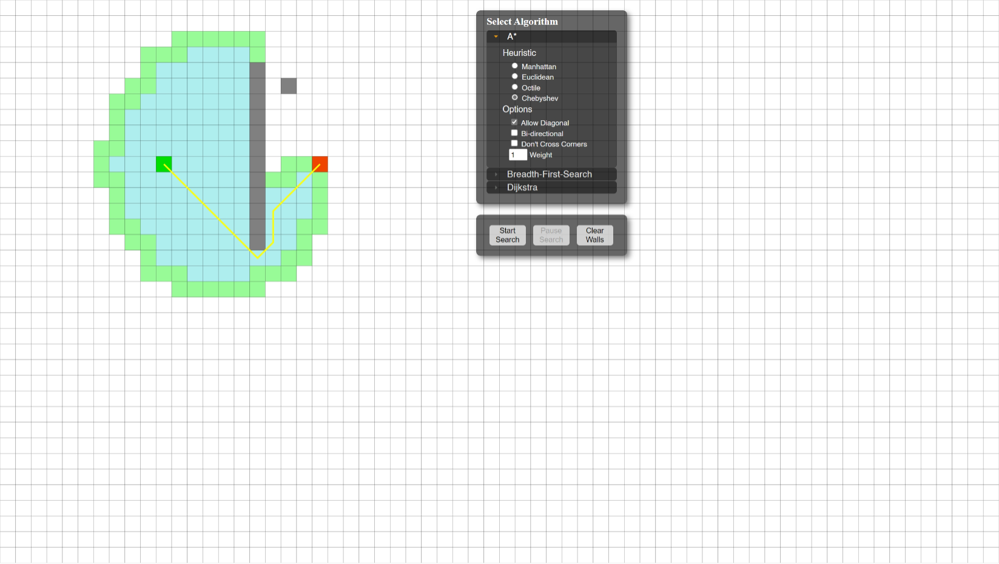 Select Algorithm
A*
Heuristic
Manhattan
Euclidean
Octile
Chebyshev
Options
Allow Diagonal
Bi-directional
Don't Cross Corners
1 Weight
Breadth-First-Search
Dijkstra
Start Search
Pause Search
Clear Walls